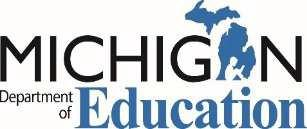 MICHIGAN
Department
of Education